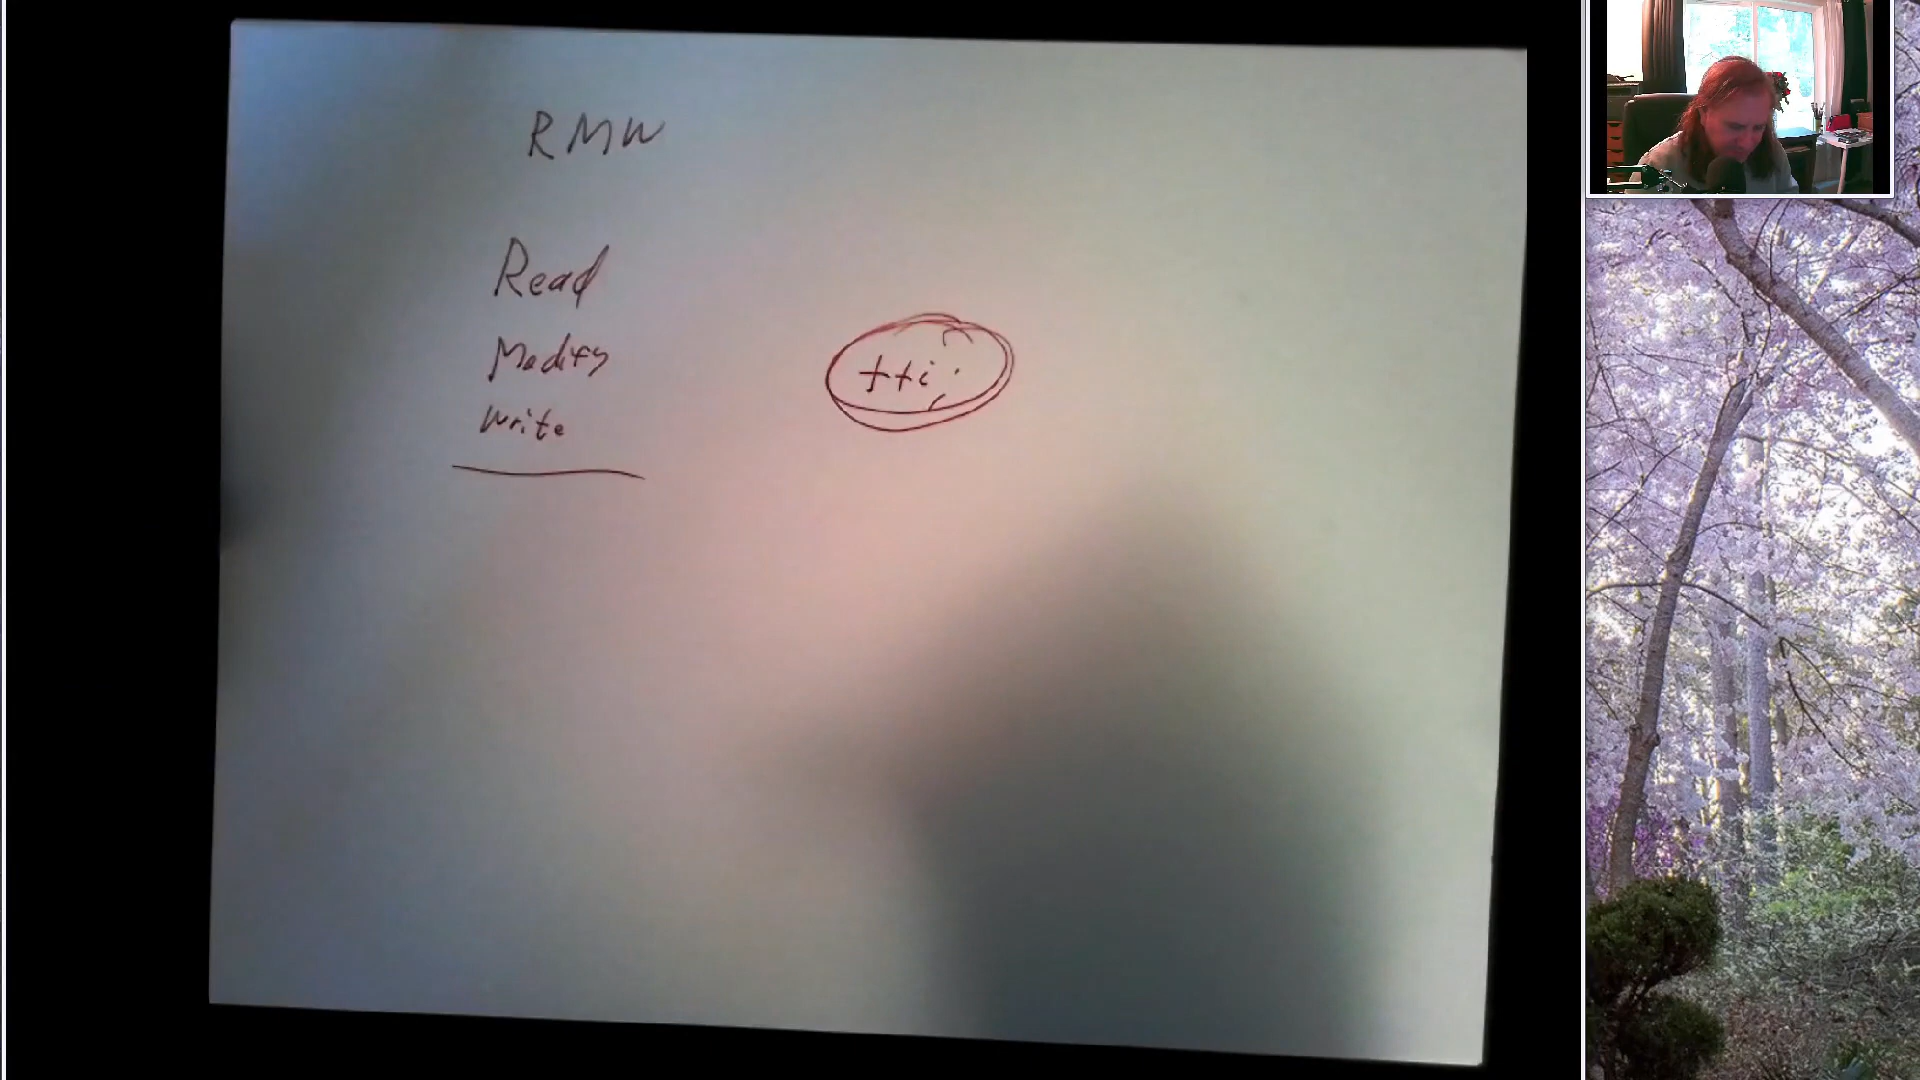 RMW
Read
Modify
Write
++i;